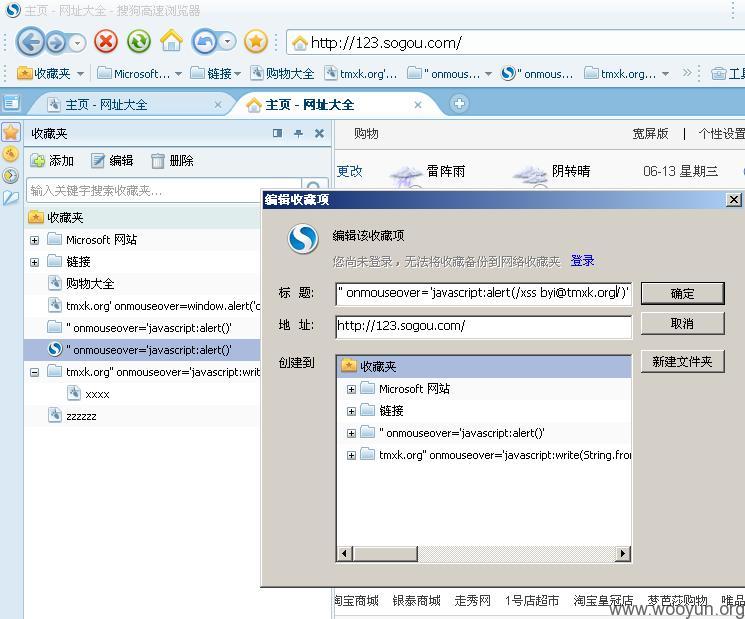 主页 - 网址大全 - 搜狗高速浏览器
http://123.sogou.com/
收藏夹 Microsoft... 链接 购物大全 tmxk.org'... " onmous... " onmous... tmxk.org... » 工具
主页 - 网址大全 × 主页 - 网址大全 ×
收藏夹
购物 宽屏版 | 个性设置
添加 编辑 删除
更改 雷阵雨 阴转晴 06-13 星期三
输入关键字搜索收藏夹...
收藏夹
Microsoft 网站
链接
购物大全
tmxk.org' onmouseover=window.alert('c
" onmouseover='javascript:alert()'
" onmouseover='javascript:alert()'
tmxk.org" onmouseover='javascript:writ
xxxx
zzzzzz
编辑收藏项
编辑该收藏项
您尚未登录，无法将收藏备份到网络收藏夹 登录
标 题: " onmouseover='javascript:alert(/xss byi@tmxk.org/)' 确定
地 址: http://123.sogou.com/ 取消
创建到 收藏夹 新建文件夹
Microsoft 网站
链接
" onmouseover='javascript:alert()'
tmxk.org" onmouseover='javascript:write(String.fron
淘宝商城 银泰商城 走秀网 1号店超市 淘宝皇冠店 梦芭莎购物 唯品
www.wooyun.org